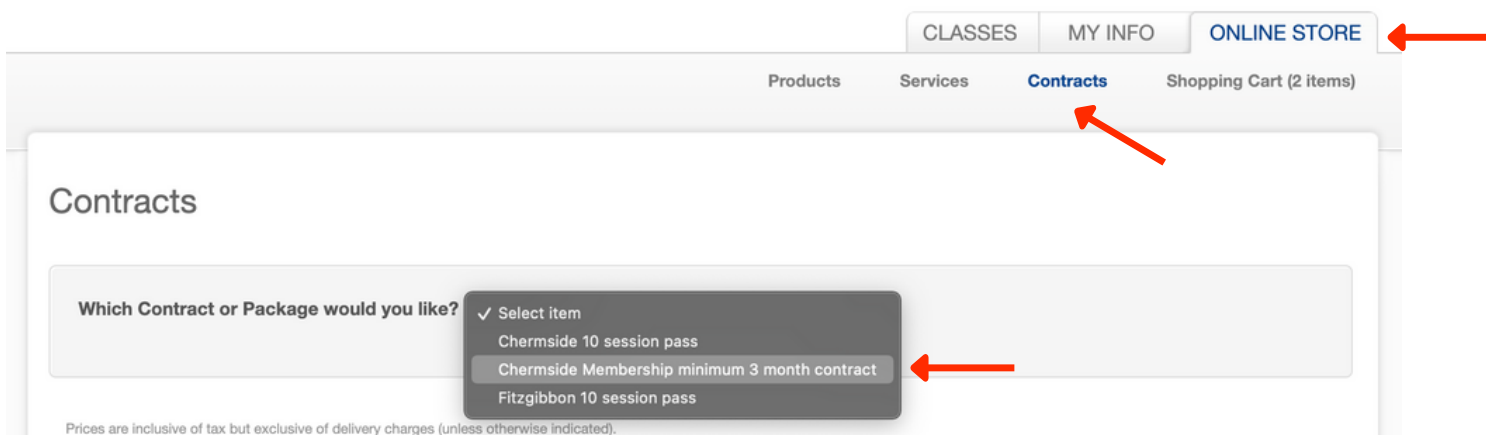 CLASSES MY INFO ONLINE STORE
Products Services Contracts Shopping Cart (2 items)
Contracts
Which Contract or Package would you like? ✓ Select item
Chermside 10 session pass
Chermside Membership minimum 3 month contract
Fitzgibbon 10 session pass
Prices are inclusive of tax but exclusive of delivery charges (unless otherwise indicated).